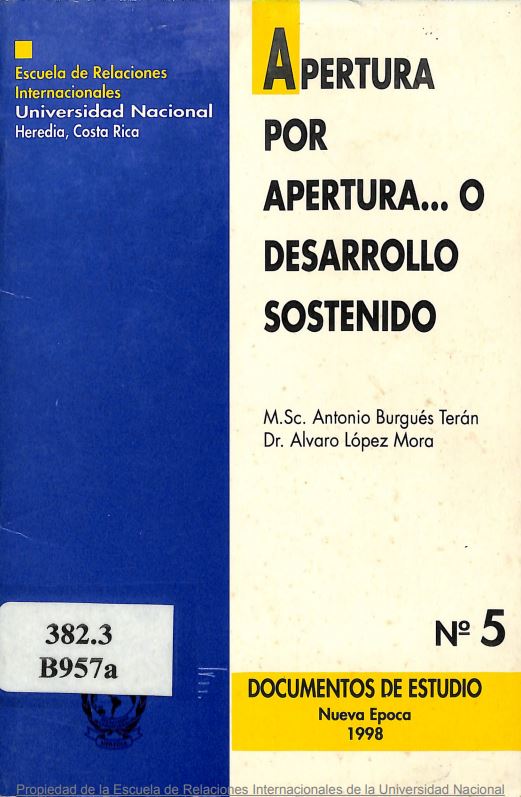 Escuela de Relaciones
Internacionales
Universidad Nacional
Heredia, Costa Rica
APERTURA
POR
APERTURA... O
DESARROLLO
SOSTENIDO
M.Sc. Antonio Burgués Terán
Dr. Alvaro López Mora
382.3
B957a
Nº 5
DOCUMENTOS DE ESTUDIO
Nueva Epoca
1998
Propiedad de la Escuela de Relaciones Internacionales de la Universidad Nacional